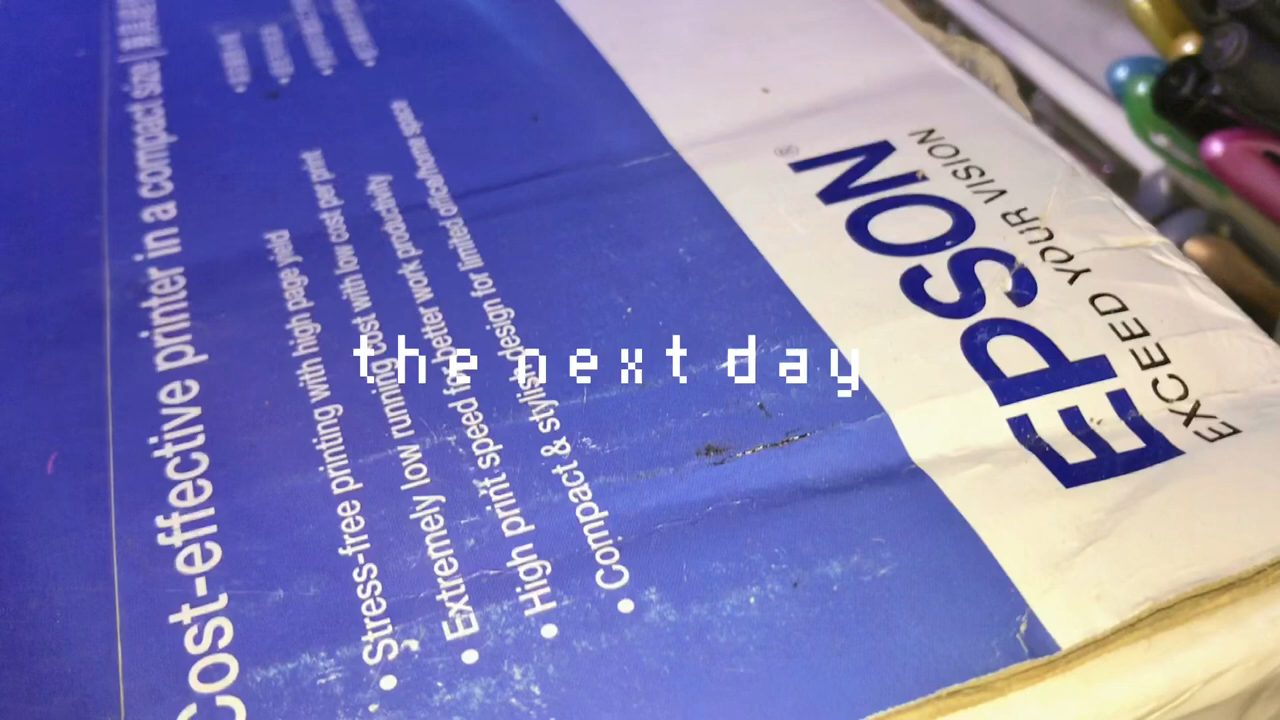 Cost-effective printer in a compact size
• Stress-free printing with high page yield
• Extremely low running cost with low cost per print
• High print speed for better work productivity
• Compact & stylish design for limited office/home space
EPSON®
EXCEED YOUR VISION
the next day